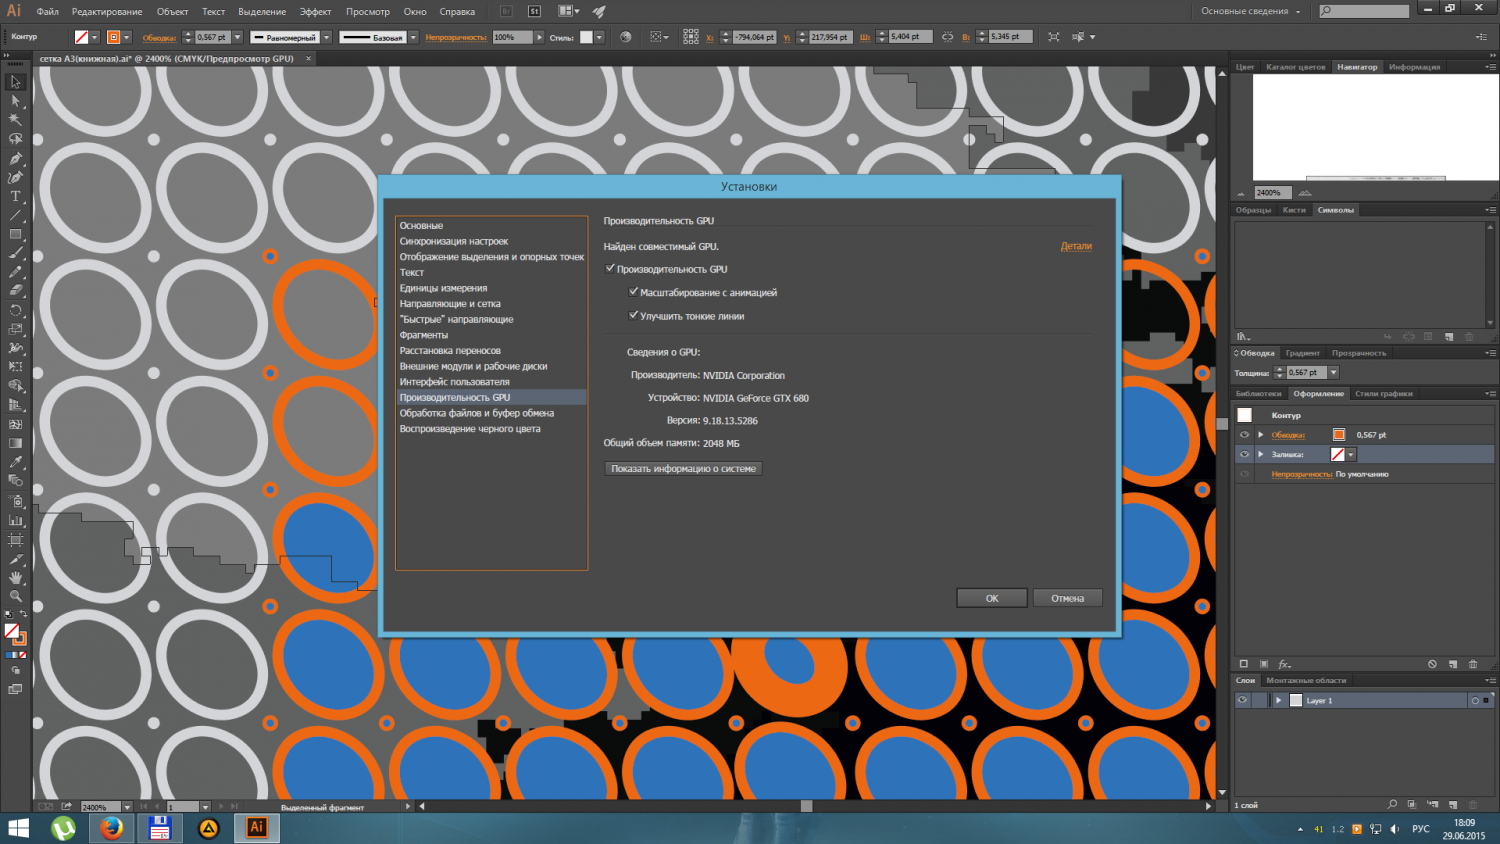 Ai Файл Редактирование Объект Текст Выделение Эффект Просмотр Окно Справка Br St Основные сведения
Контур Обводка: 0,567 pt Равномерный Базовая Непрозрачность: 100% Стиль: X: -794,064 pt Y: 217,954 pt Ш: 5,404 pt В: 5,345 pt
сетка А3(книжная).ai* @ 2400% (CMYK/Предпросмотр GPU) ×
Цвет Каталог цветов Навигатор Информация
2400%
Образцы Кисти Символы
Обводка Градиент Прозрачность
Толщина: 0,567 pt
Библиотеки Оформление Стили графики
Контур
Обводка: 0,567 pt
Заливка:
Непрозрачность: По умолчанию
fx
Слои Монтажные области
Layer 1
1 слой
Установки
Основные
Синхронизация настроек
Отображение выделения и опорных точек
Текст
Единицы измерения
Направляющие и сетка
"Быстрые" направляющие
Фрагменты
Расстановка переносов
Внешние модули и рабочие диски
Интерфейс пользователя
Производительность GPU
Обработка файлов и буфер обмена
Воспроизведение черного цвета
Производительность GPU
Найден совместимый GPU. Детали
Производительность GPU
Масштабирование с анимацией
Улучшить тонкие линии
Сведения о GPU:
Производитель: NVIDIA Corporation
Устройство: NVIDIA GeForce GTX 680
Версия: 9.18.13.5286
Общий объем памяти: 2048 МБ
Показать информацию о системе
ОК Отмена
2400% 1 Выделенный фрагмент
Ai 41 1.2 РУС 18:09
29.06.2015